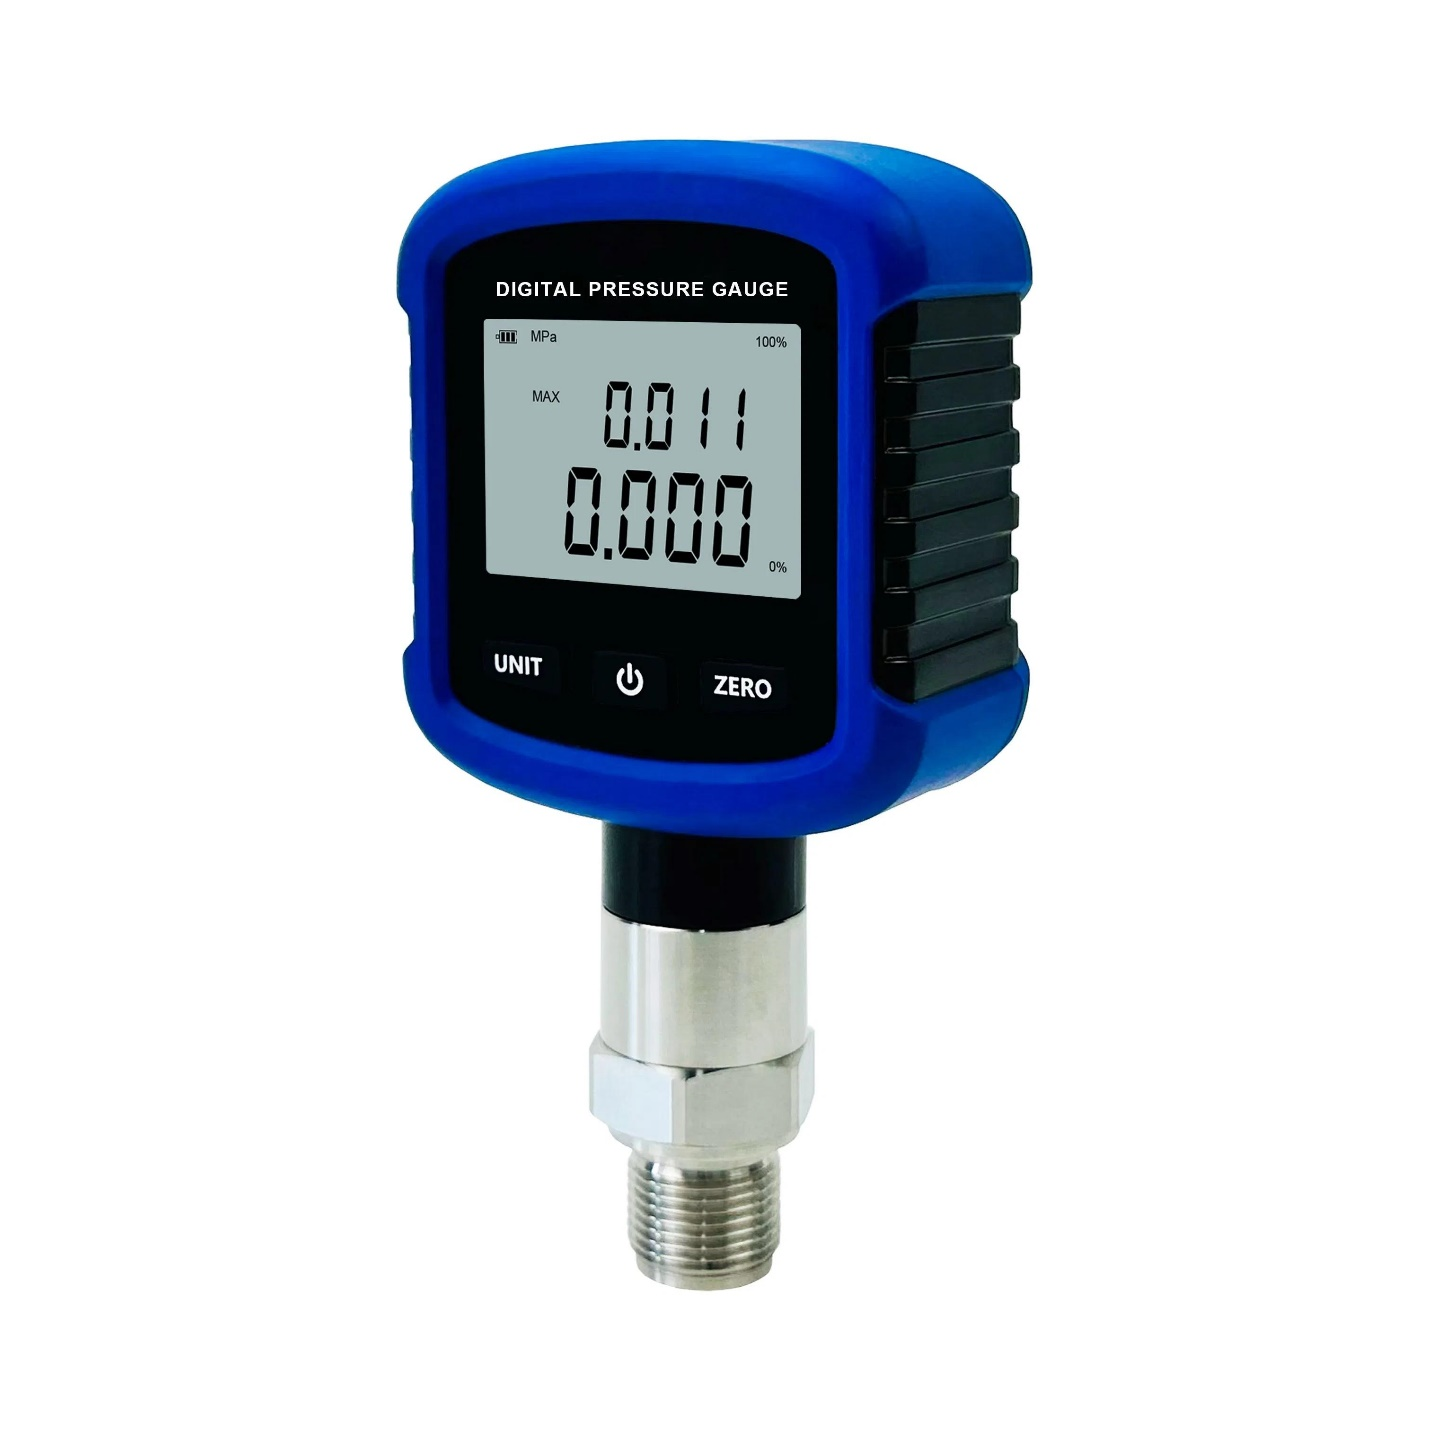 DIGITAL PRESSURE GAUGE
MPa 100%
MAX 0.011
0.000
0%
UNIT ZERO